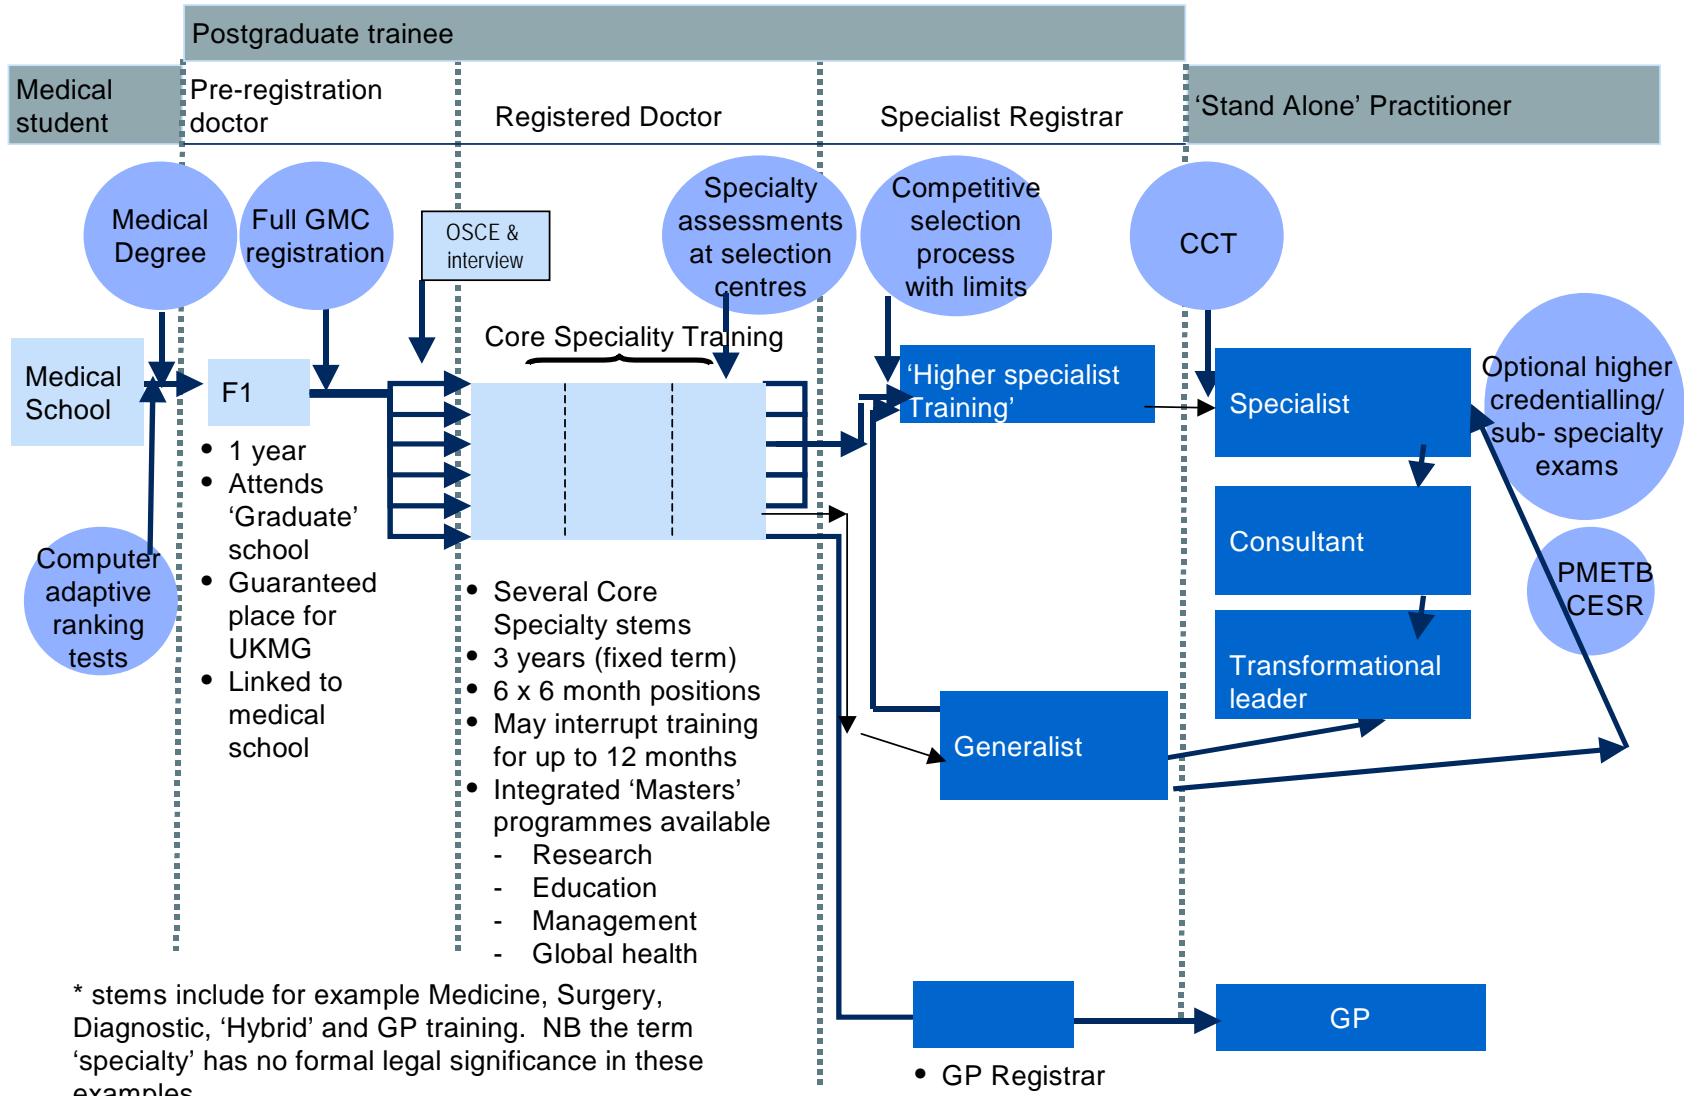 Postgraduate trainee
Medical
student
Pre-registration
doctor
Registered Doctor
Specialist Registrar
‘Stand Alone’ Practitioner
Medical
Degree
Full GMC
registration
OSCE &
interview
Specialty
assessments
at selection
centres
Competitive
selection
process
with limits
CCT
Core Speciality Training
Medical
School
F1
‘Higher specialist
Training’
Specialist
Optional higher
credentialling/
sub- specialty
exams
Computer
adaptive
ranking
tests
• 1 year
• Attends
‘Graduate’
school
• Guaranteed
place for
UKMG
• Linked to
medical
school
• Several Core
Specialty stems
• 3 years (fixed term)
• 6 x 6 month positions
• May interrupt training
for up to 12 months
• Integrated ‘Masters’
programmes available
- Research
- Education
- Management
- Global health
Consultant
PMETB
CESR
Transformational
leader
Generalist
GP
• GP Registrar
* stems include for example Medicine, Surgery,
Diagnostic, ‘Hybrid’ and GP training.  NB the term
‘specialty’ has no formal legal significance in these
examples